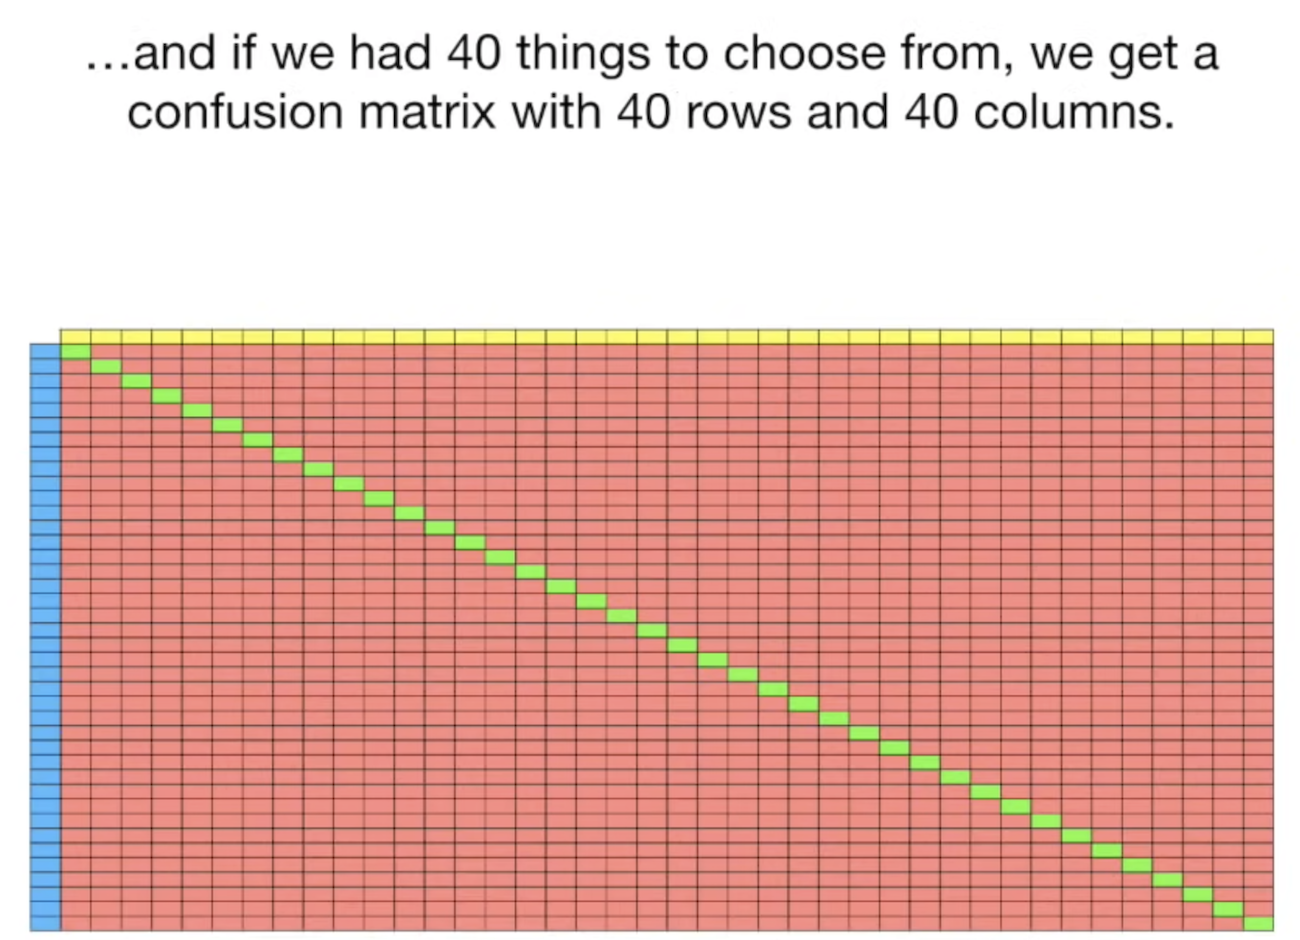 ...and if we had 40 things to choose from, we get a
confusion matrix with 40 rows and 40 columns.